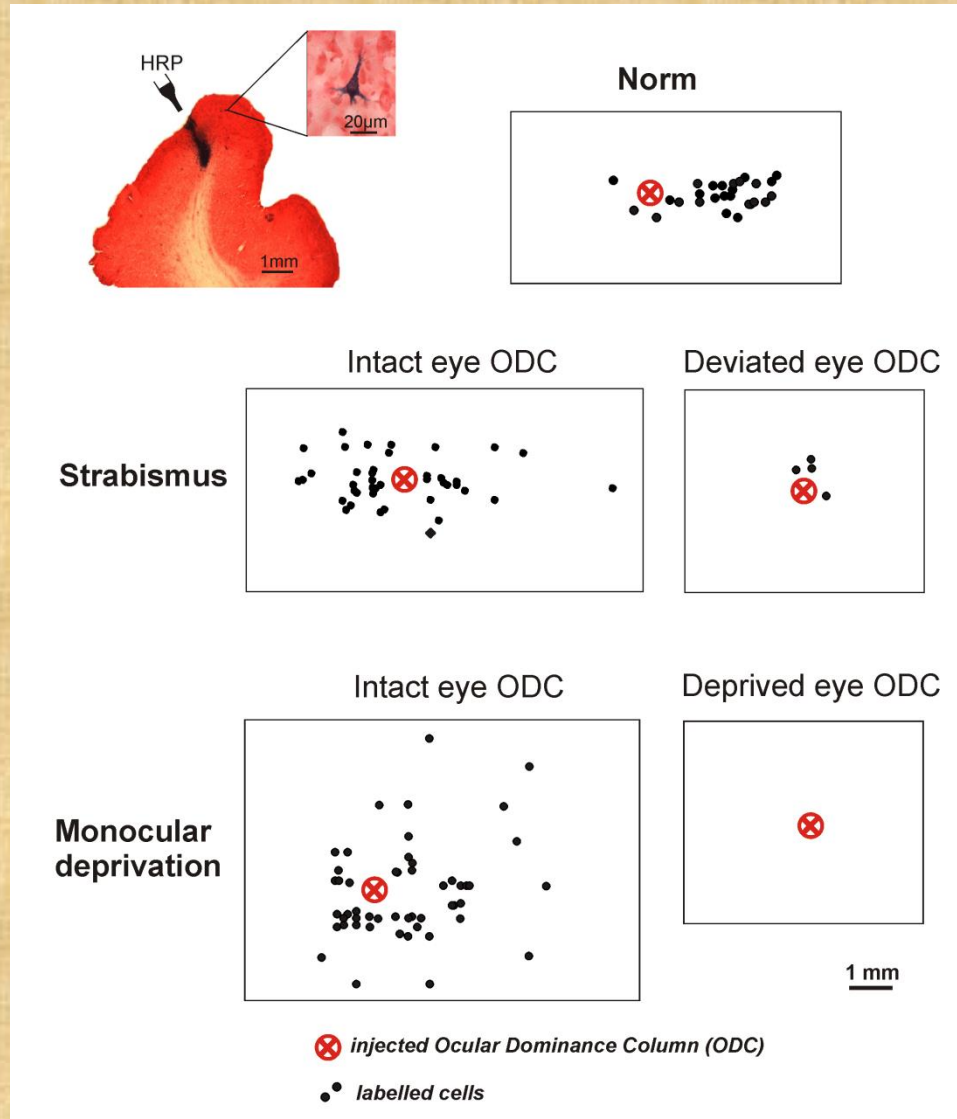 HRP
20µm
1mm
Norm
Intact eye ODC
Deviated eye ODC
Strabismus
Intact eye ODC
Deprived eye ODC
Monocular
deprivation
1 mm
injected Ocular Dominance Column (ODC)
labelled cells